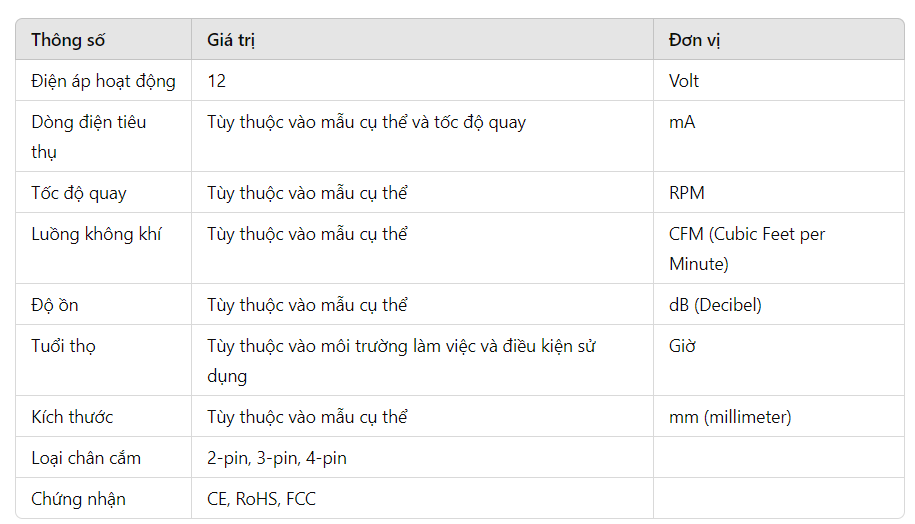 Thông số Giá trị Đơn vị
Điện áp hoạt động 12 Volt
Dòng điện tiêu thụ Tùy thuộc vào mẫu cụ thể và tốc độ quay mA
Tốc độ quay Tùy thuộc vào mẫu cụ thể RPM
Luồng không khí Tùy thuộc vào mẫu cụ thể CFM (Cubic Feet per Minute)
Độ ồn Tùy thuộc vào mẫu cụ thể dB (Decibel)
Tuổi thọ Tùy thuộc vào môi trường làm việc và điều kiện sử dụng Giờ
Kích thước Tùy thuộc vào mẫu cụ thể mm (millimeter)
Loại chân cắm 2-pin, 3-pin, 4-pin
Chứng nhận CE, RoHS, FCC